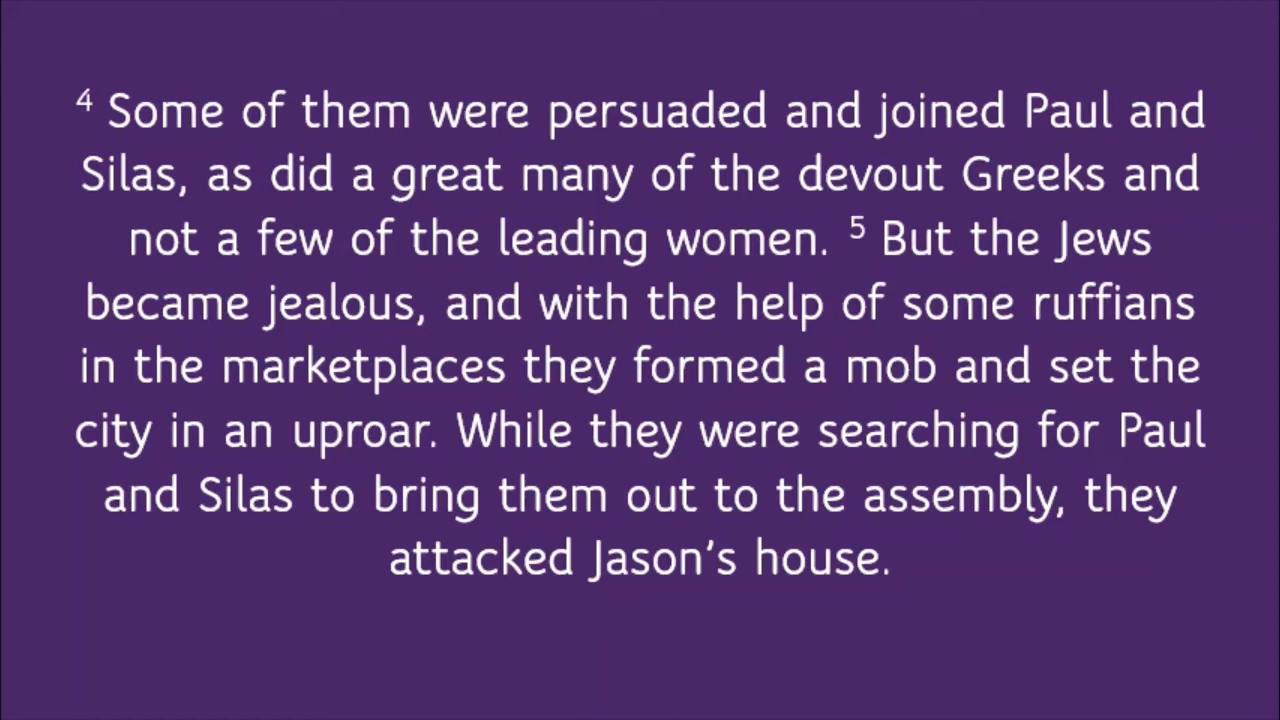 ⁴ Some of them were persuaded and joined Paul and
Silas, as did a great many of the devout Greeks and
not a few of the leading women. ⁵ But the Jews
became jealous, and with the help of some ruffians
in the marketplaces they formed a mob and set the
city in an uproar. While they were searching for Paul
and Silas to bring them out to the assembly, they
attacked Jason’s house.